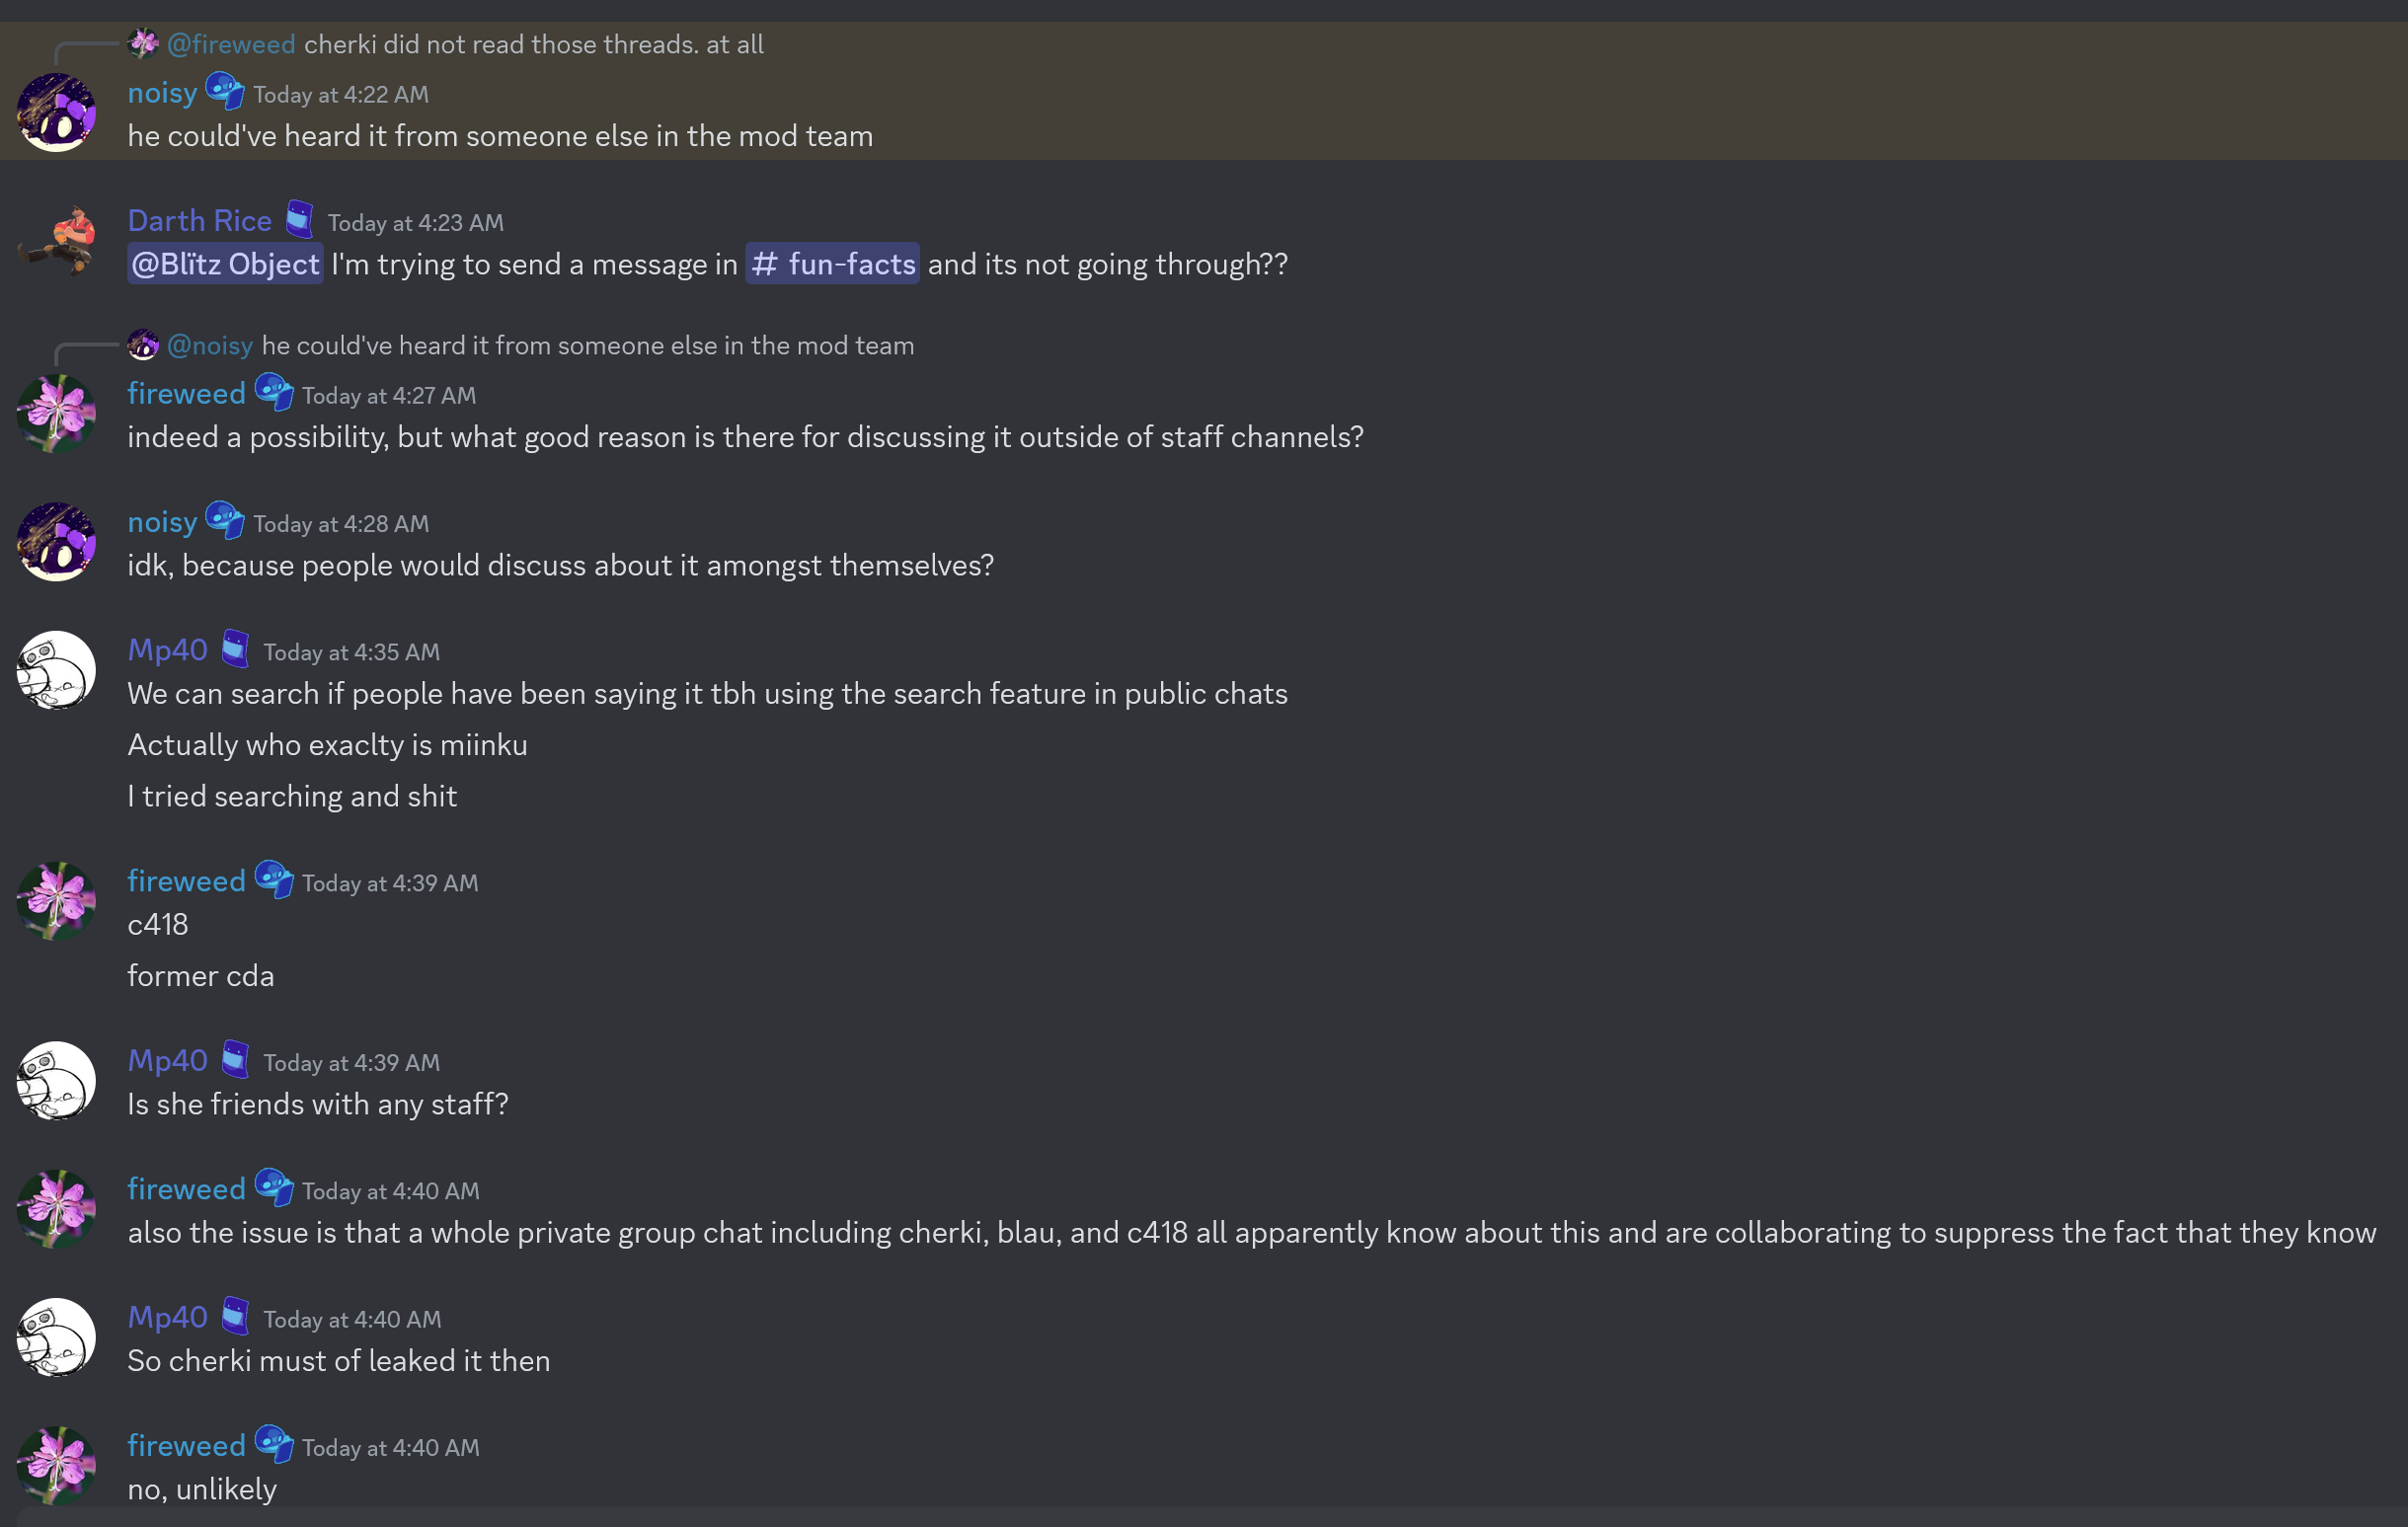 @fireweed cherki did not read those threads. at all
noisy Today at 4:22 AM
he could've heard it from someone else in the mod team
Darth Rice Today at 4:23 AM
@Blïtz Object I'm trying to send a message in # fun-facts and its not going through??
@noisy he could've heard it from someone else in the mod team
fireweed Today at 4:27 AM
indeed a possibility, but what good reason is there for discussing it outside of staff channels?
noisy Today at 4:28 AM
idk, because people would discuss about it amongst themselves?
Mp40 Today at 4:35 AM
We can search if people have been saying it tbh using the search feature in public chats
Actually who exaclty is miinku
I tried searching and shit
fireweed Today at 4:39 AM
c418
former cda
Mp40 Today at 4:39 AM
Is she friends with any staff?
fireweed Today at 4:40 AM
also the issue is that a whole private group chat including cherki, blau, and c418 all apparently know about this and are collaborating to suppress the fact that they know
Mp40 Today at 4:40 AM
So cherki must of leaked it then
fireweed Today at 4:40 AM
no, unlikely